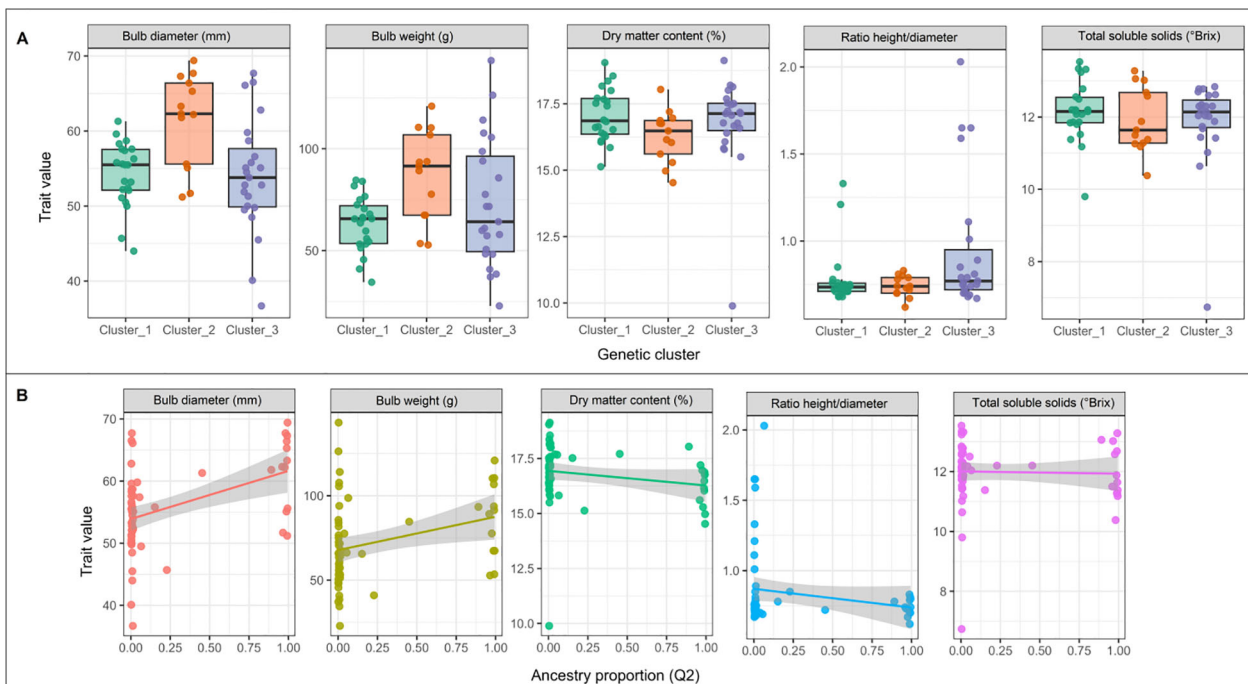 A
Bulb diameter (mm)
Bulb weight (g)
Dry matter content (%)
Ratio height/diameter
Total soluble solids (°Brix)
Trait value
70
60
50
40
100
50
20.0
17.5
15.0
12.5
10.0
2.0
1.5
1.0
14
12
10
8
Cluster_1 Cluster_2 Cluster_3
Cluster_1 Cluster_2 Cluster_3
Cluster_1 Cluster_2 Cluster_3
Cluster_1 Cluster_2 Cluster_3
Cluster_1 Cluster_2 Cluster_3
Genetic cluster
B
Bulb diameter (mm)
Bulb weight (g)
Dry matter content (%)
Ratio height/diameter
Total soluble solids (°Brix)
Trait value
70
60
50
40
100
50
20.0
17.5
15.0
12.5
10.0
2.0
1.5
1.0
14
12
11
8
0.00 0.25 0.50 0.75 1.00
0.00 0.25 0.50 0.75 1.00
0.00 0.25 0.50 0.75 1.00
0.00 0.25 0.50 0.75 1.00
0.00 0.25 0.50 0.75 1.00
Ancestry proportion (Q2)